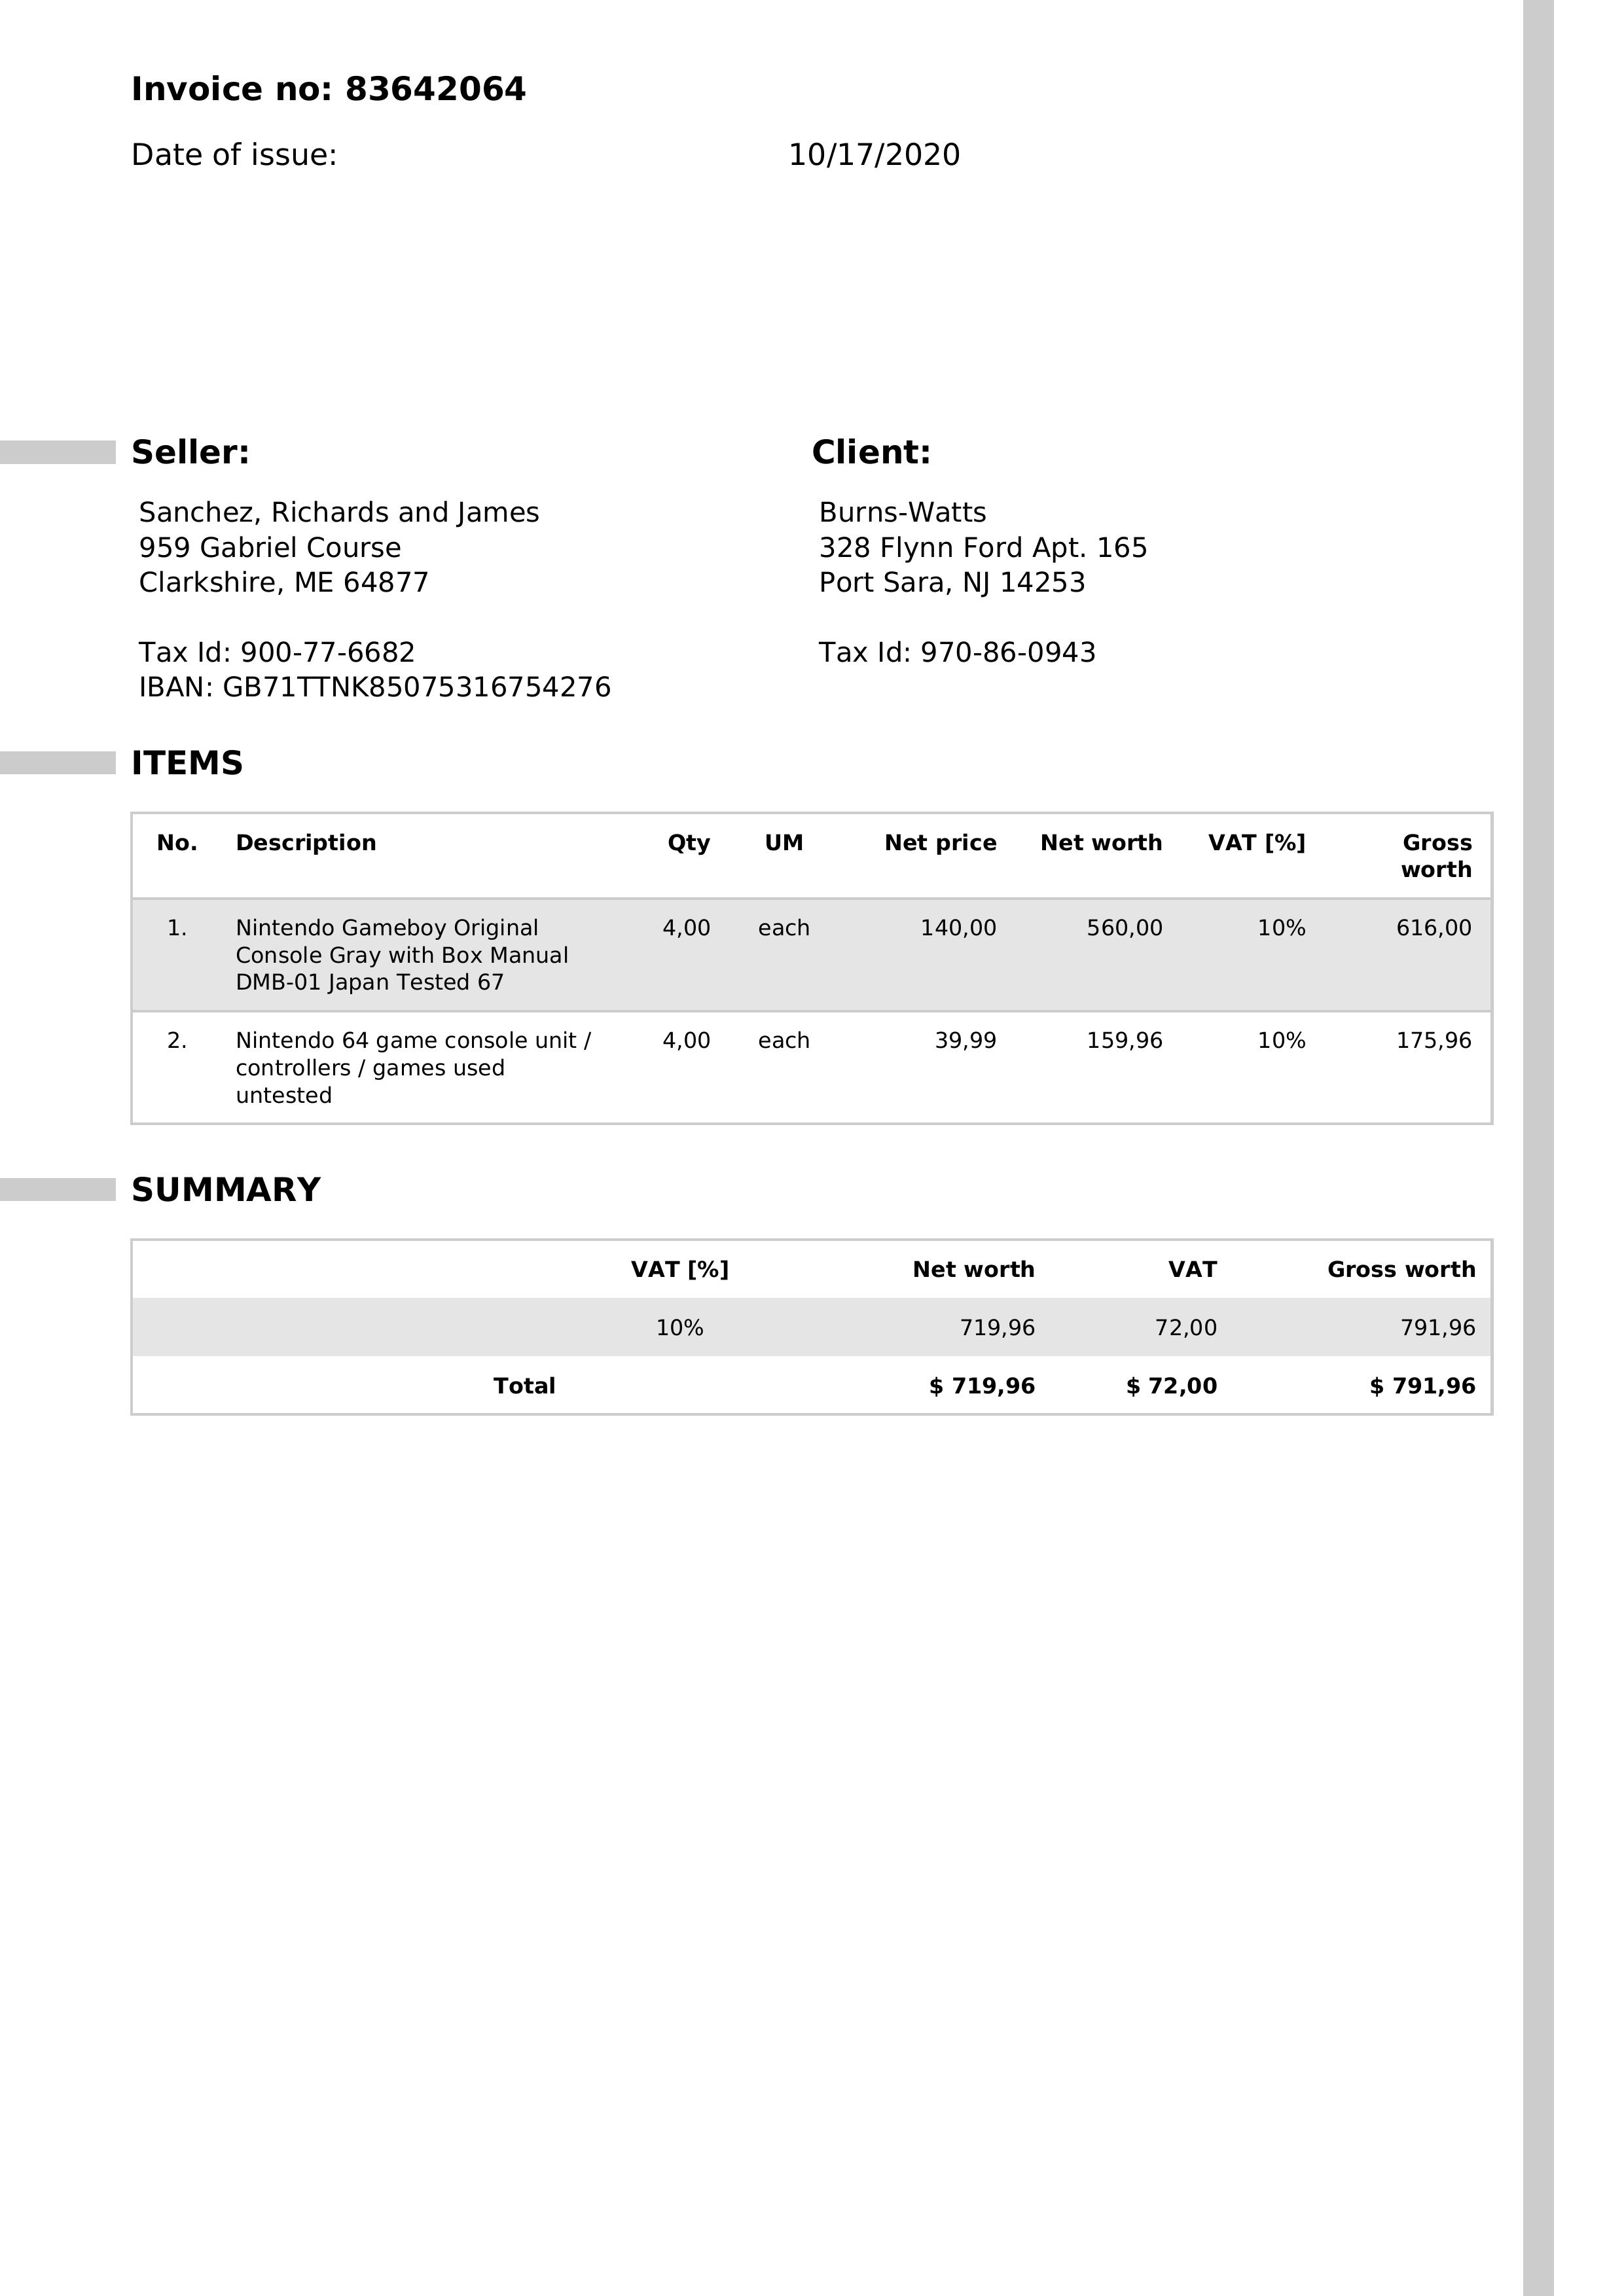 Invoice no: 83642064
Date of issue: 10/17/2020
Seller:
Sanchez, Richards and James
959 Gabriel Course
Clarkshire, ME 64877
Tax Id: 900-77-6682
IBAN: GB71TTNK85075316754276
Client:
Burns-Watts
328 Flynn Ford Apt. 165
Port Sara, NJ 14253
Tax Id: 970-86-0943
ITEMS
No. Description Qty UM Net price Net worth VAT [%] Gross
worth
1. Nintendo Gameboy Original 4,00 each 140,00 560,00 10% 616,00
Console Gray with Box Manual
DMB-01 Japan Tested 67
2. Nintendo 64 game console unit / 4,00 each 39,99 159,96 10% 175,96
controllers / games used
untested
SUMMARY
VAT [%] Net worth VAT Gross worth
10% 719,96 72,00 791,96
Total $ 719,96 $ 72,00 $ 791,96